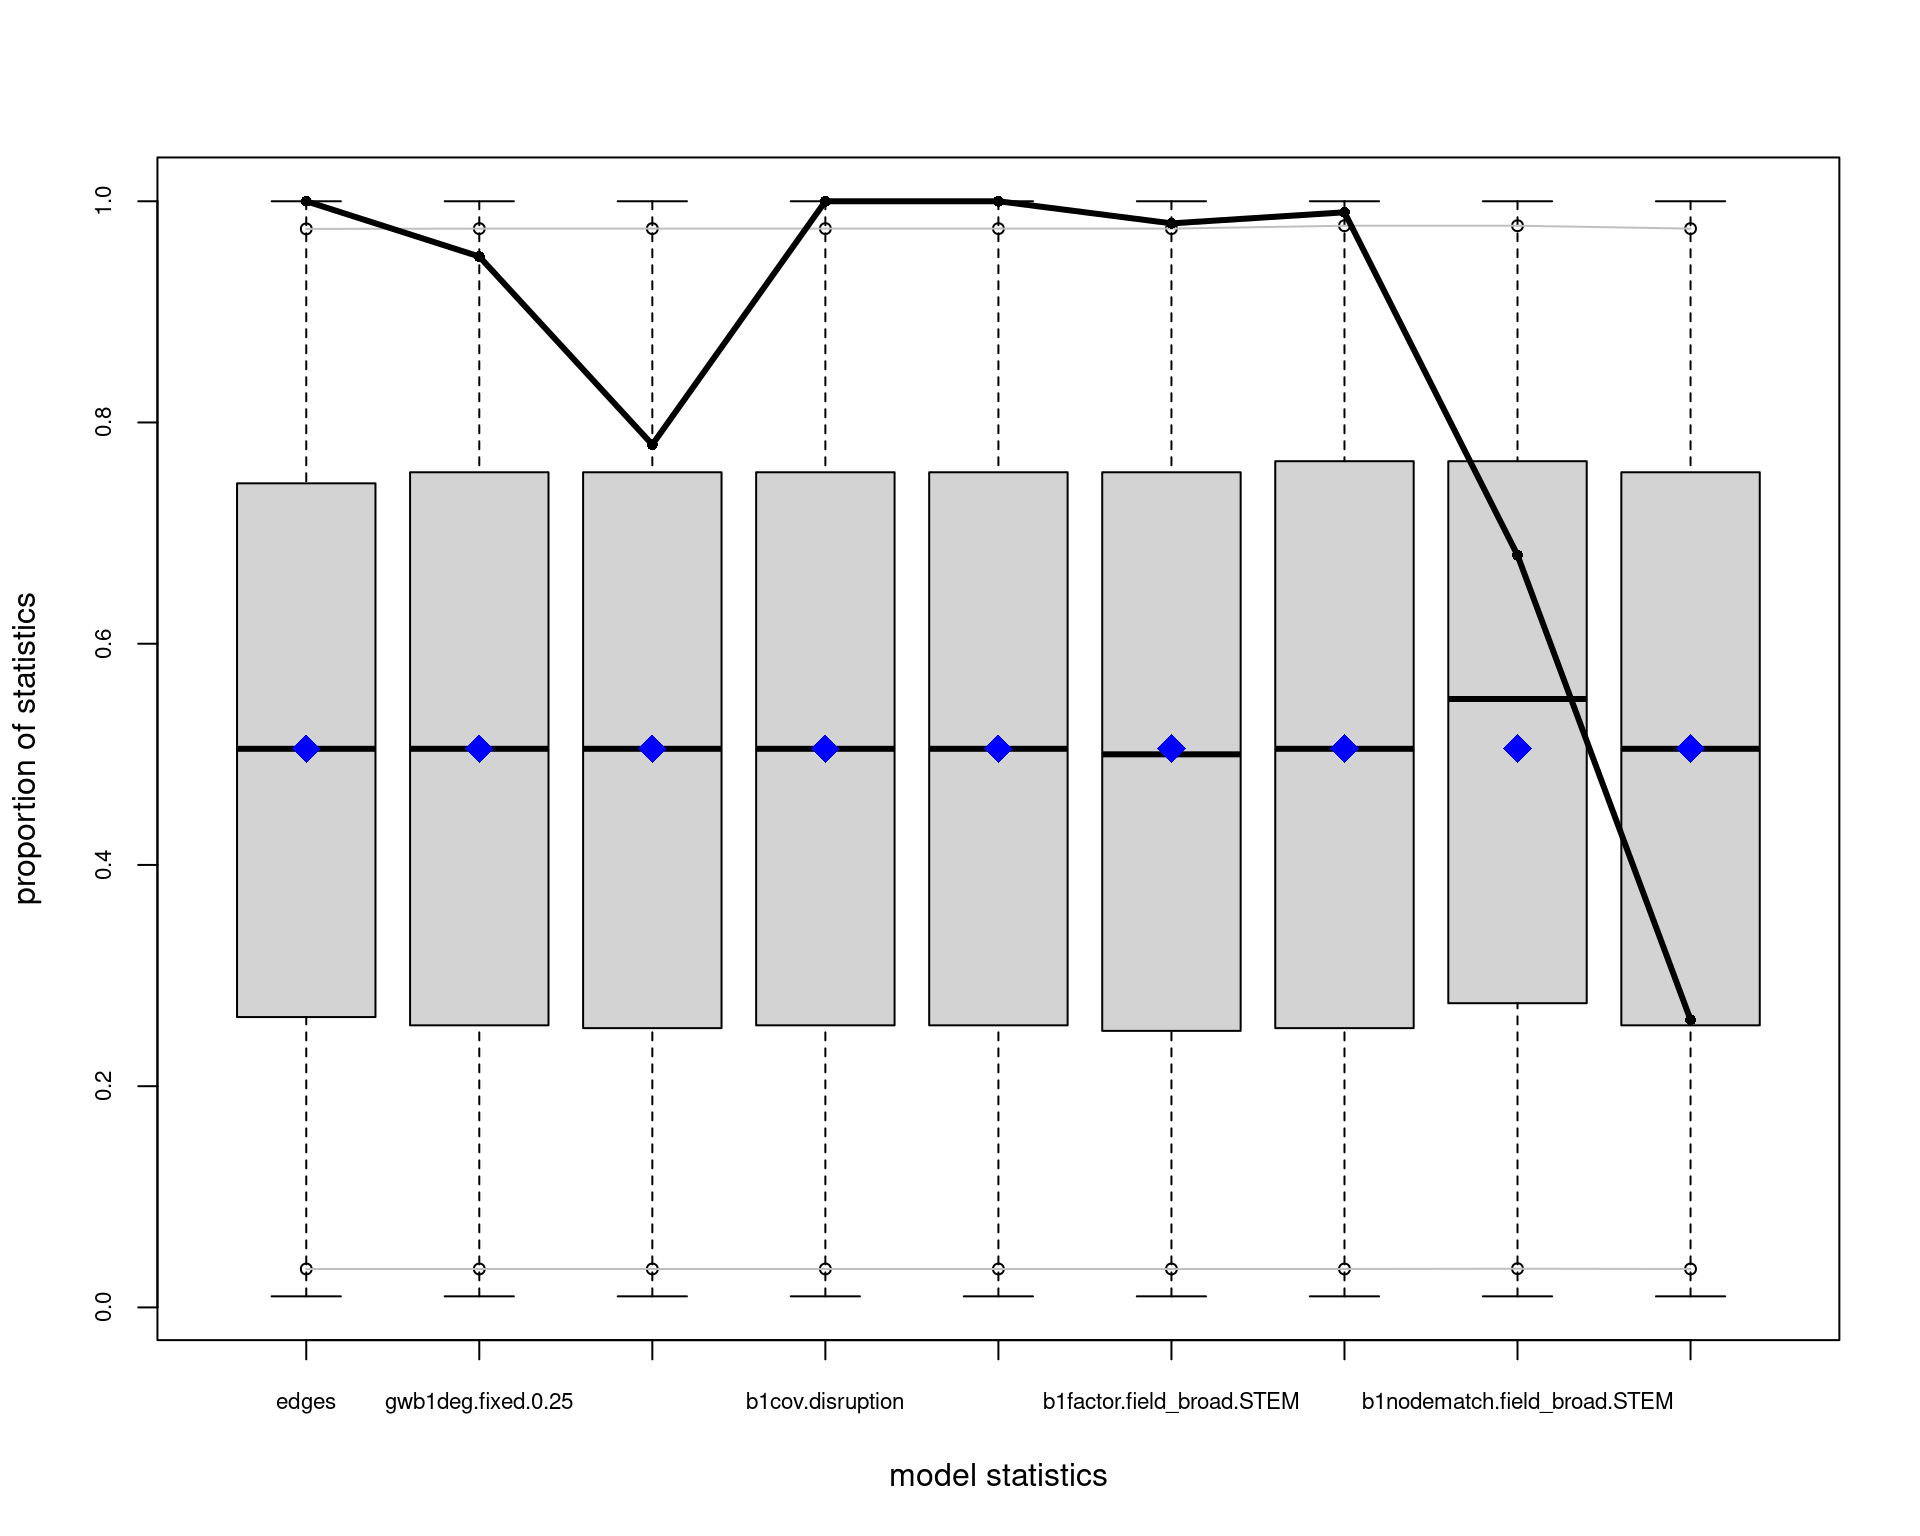 proportion of statistics
1.0
0.8
0.6
0.4
0.2
0.0
edges gwb1deg.fixed.0.25 b1cov.disruption b1factor.field_broad.STEM b1nodematch.field_broad.STEM
model statistics